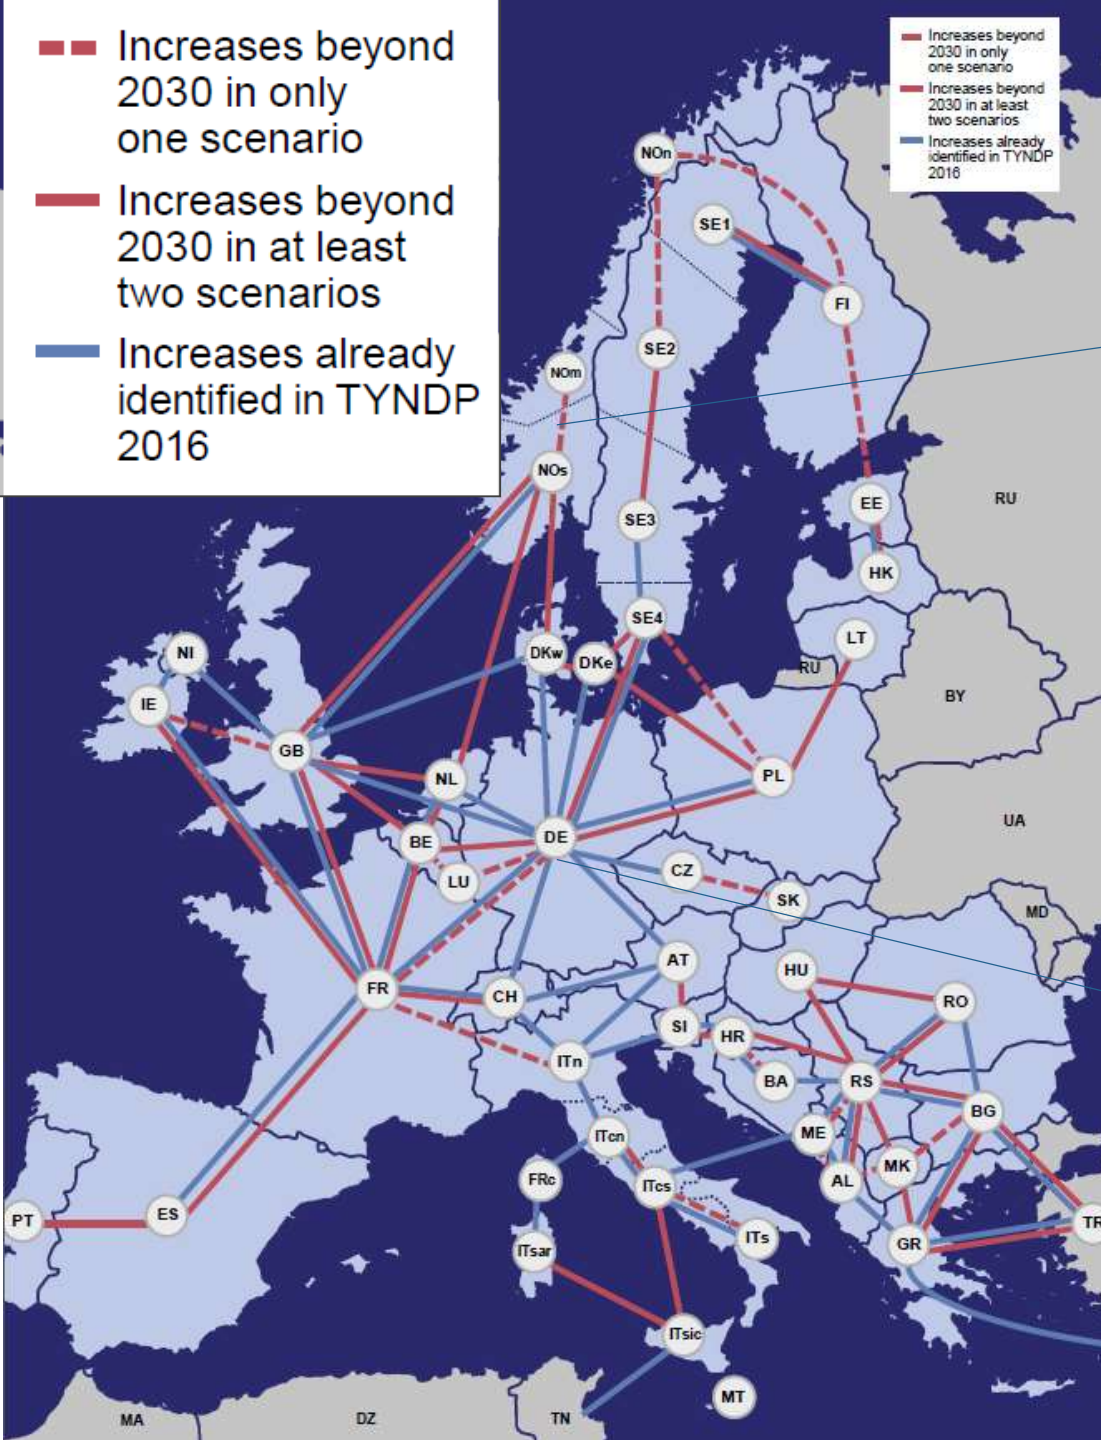 Increases beyond
2030 in only
one scenario
Increases beyond
2030 in at least
two scenarios
Increases already
identified in TYNDP
2016
Increases beyond
2030 in only
one scenario
Increases beyond
2030 in at least
two scenarios
Increases already
identified in TYNDP
2016
NOn
SE1
FI
SE2
NOm
NOs
EE
RU
SE3
HK
SE4
LT
NI
DKw
DKe
RU
BY
IE
GB
NL
PL
UA
BE
DE
CZ
LU
SK
MD
AT
HU
FR
CH
RO
SI
HR
ITn
BA
RS
BG
ITcn
ME
MK
FRc
ITcs
AL
PT
ES
TR
ITs
GR
ITsar
ITsic
MT
MA
DZ
TN